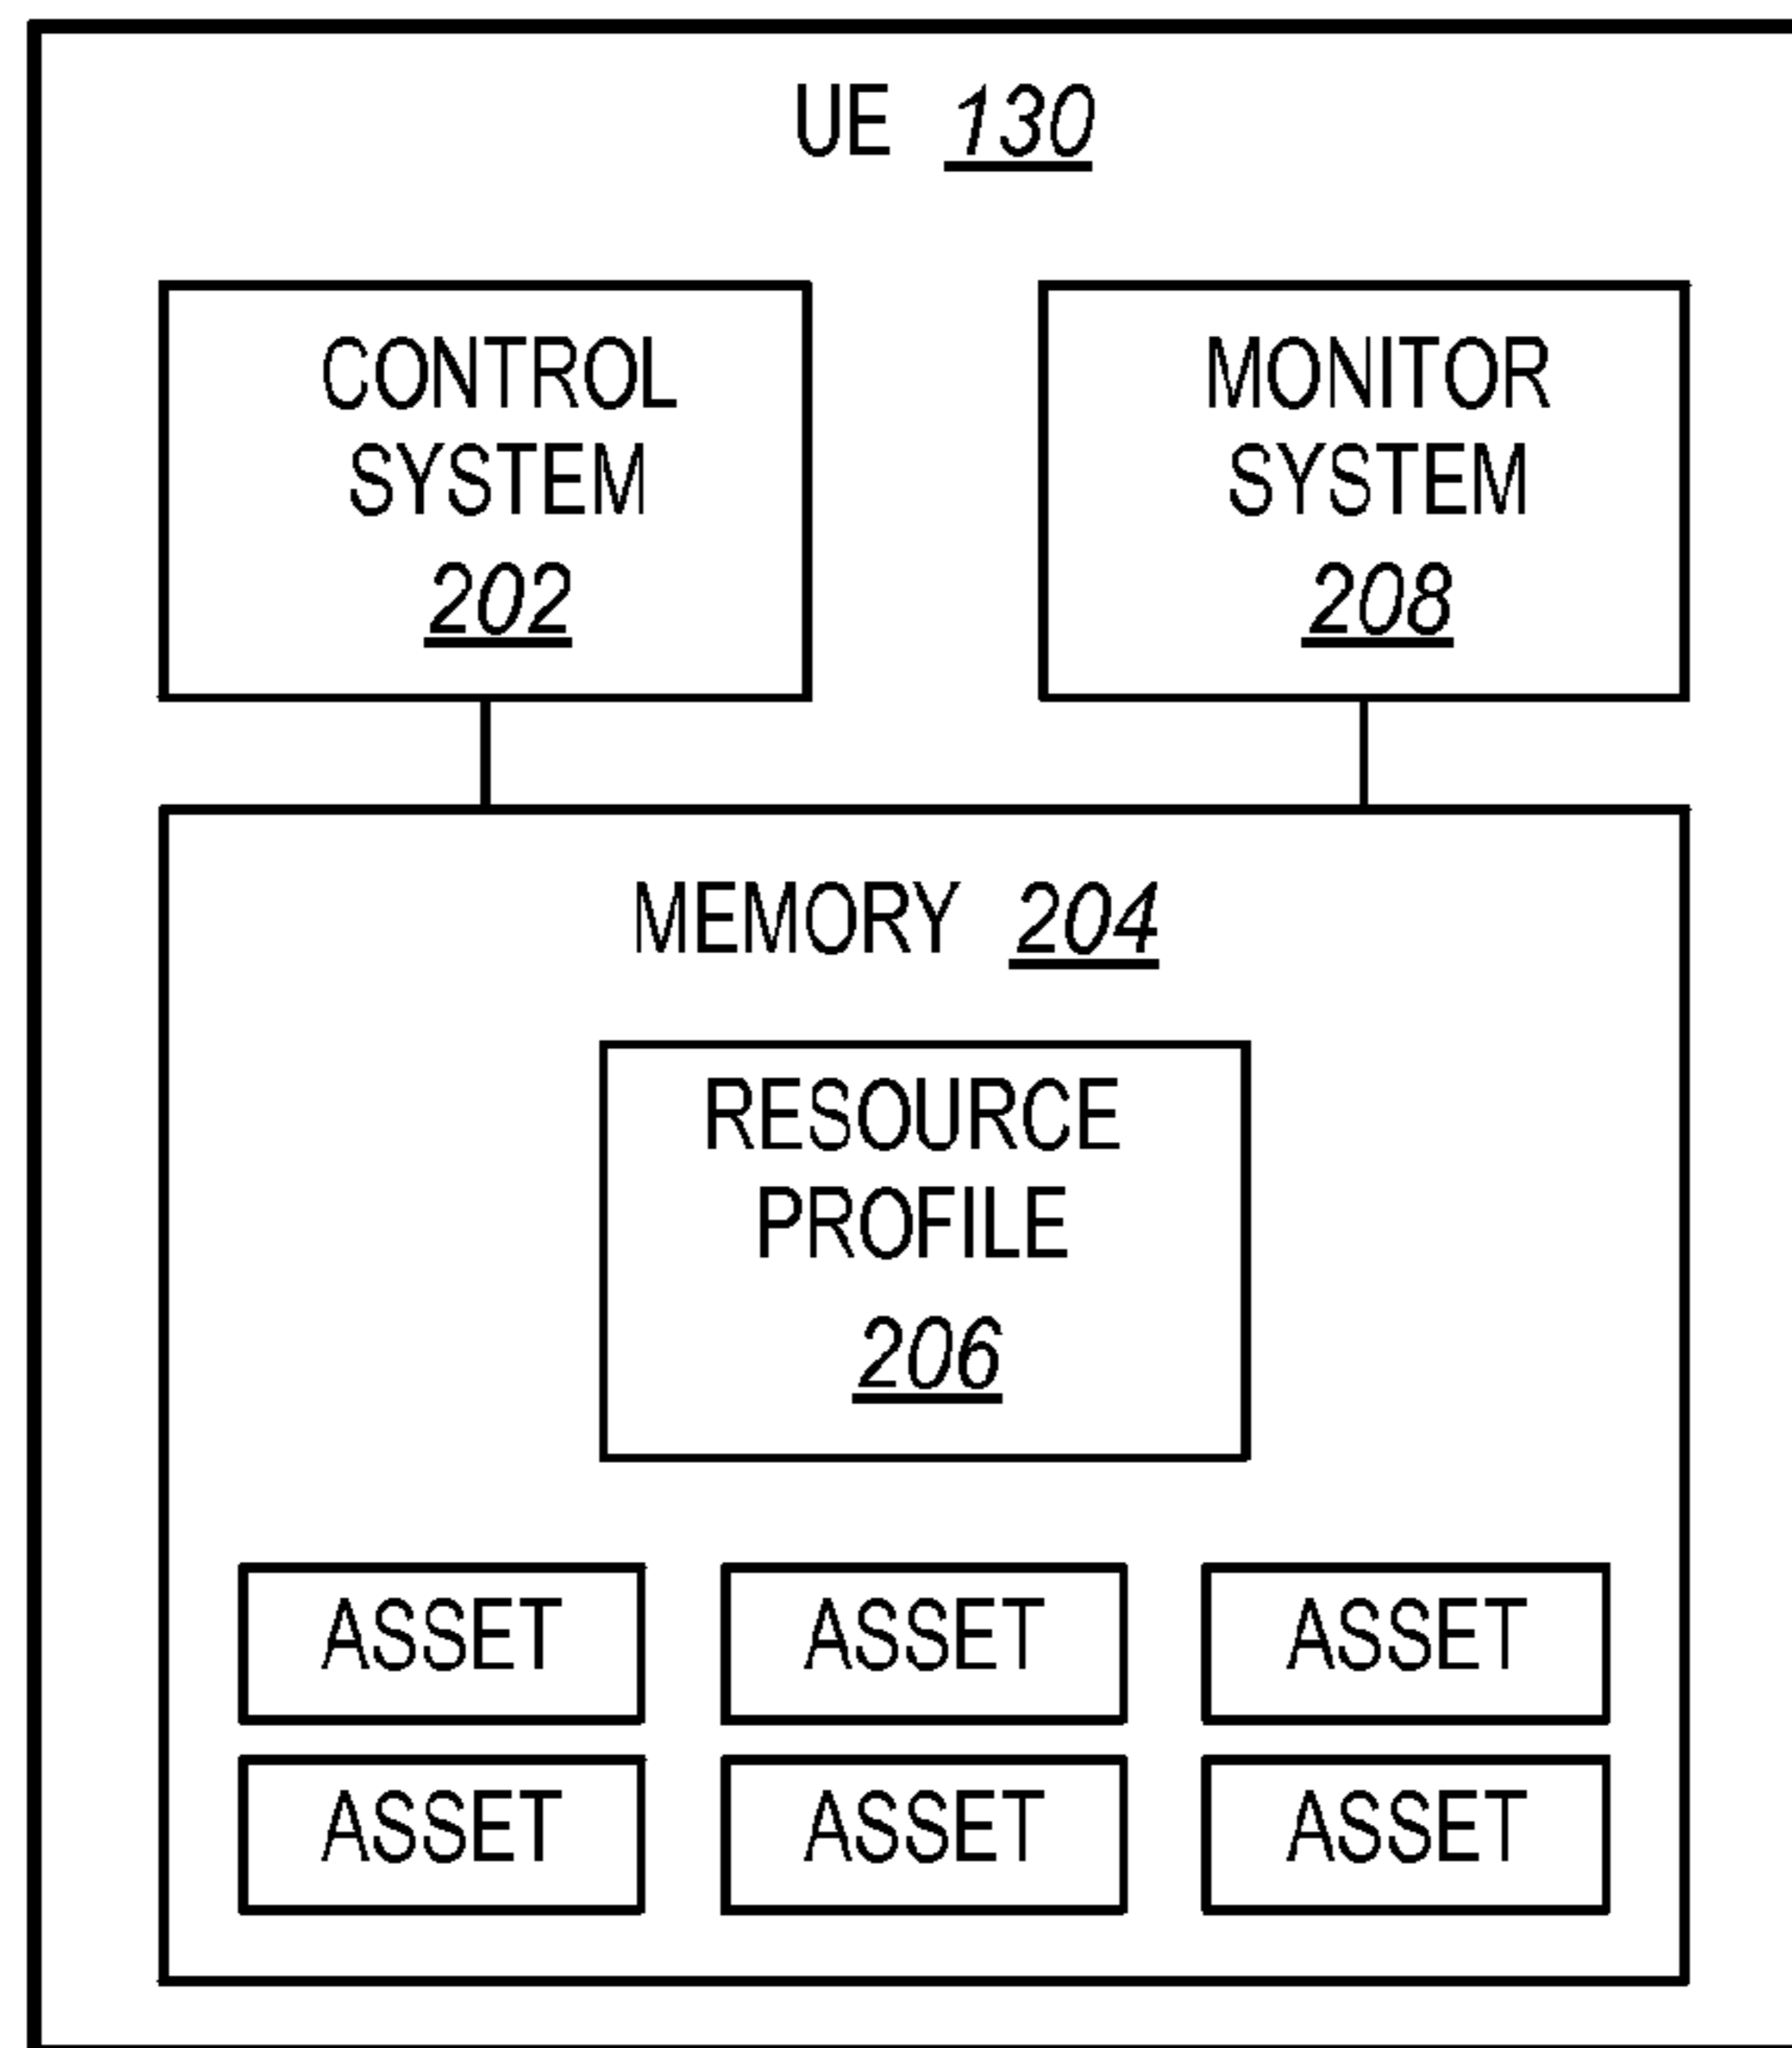 UE 130
CONTROL
SYSTEM
202
MONITOR
SYSTEM
208
MEMORY 204
RESOURCE
PROFILE
206
ASSET ASSET ASSET
ASSET ASSET ASSET